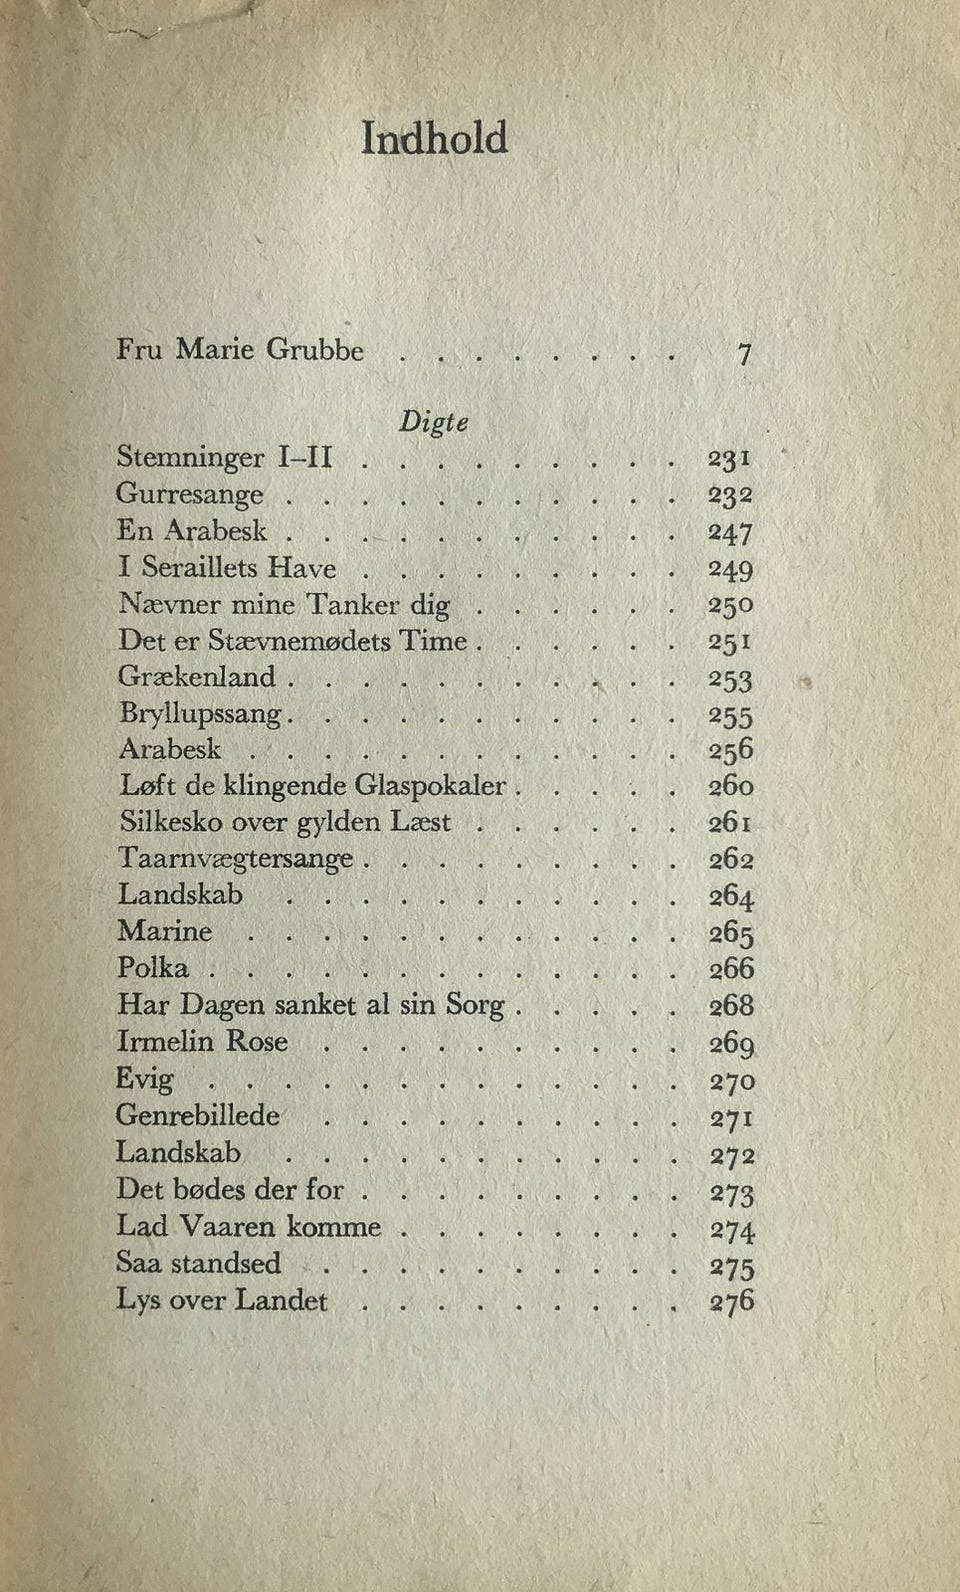 Indhold
Fru Marie Grubbe . . . . . . . . 7
Digte
Stemninger I–II . . . . . . . . . 231
Gurresange . . . . . . . . . . . 232
En Arabesk . . . . . . . . . . . 247
I Seraillets Have . . . . . . . . . 249
Nævner mine Tanker dig . . . . . . 250
Det er Stævnemødets Time . . . . . . 251
Grækenland . . . . . . . . . . . 253
Bryllupssang . . . . . . . . . . . 255
Arabesk . . . . . . . . . . . . 256
Løft de klingende Glaspokaler . . . . . 260
Silkesko over gylden Læst . . . . . . 261
Taarnvægtersange . . . . . . . . . 262
Landskab . . . . . . . . . . . 264
Marine . . . . . . . . . . . . 265
Polka . . . . . . . . . . . . . 266
Har Dagen sanket al sin Sorg . . . . . 268
Irmelin Rose . . . . . . . . . . 269
Evig . . . . . . . . . . . . . 270
Genrebillede . . . . . . . . . . 271
Landskab . . . . . . . . . . . 272
Det bødes der for . . . . . . . . . 273
Lad Vaaren komme . . . . . . . . 274
Saa standsed . . . . . . . . . . 275
Lys over Landet . . . . . . . . . 276